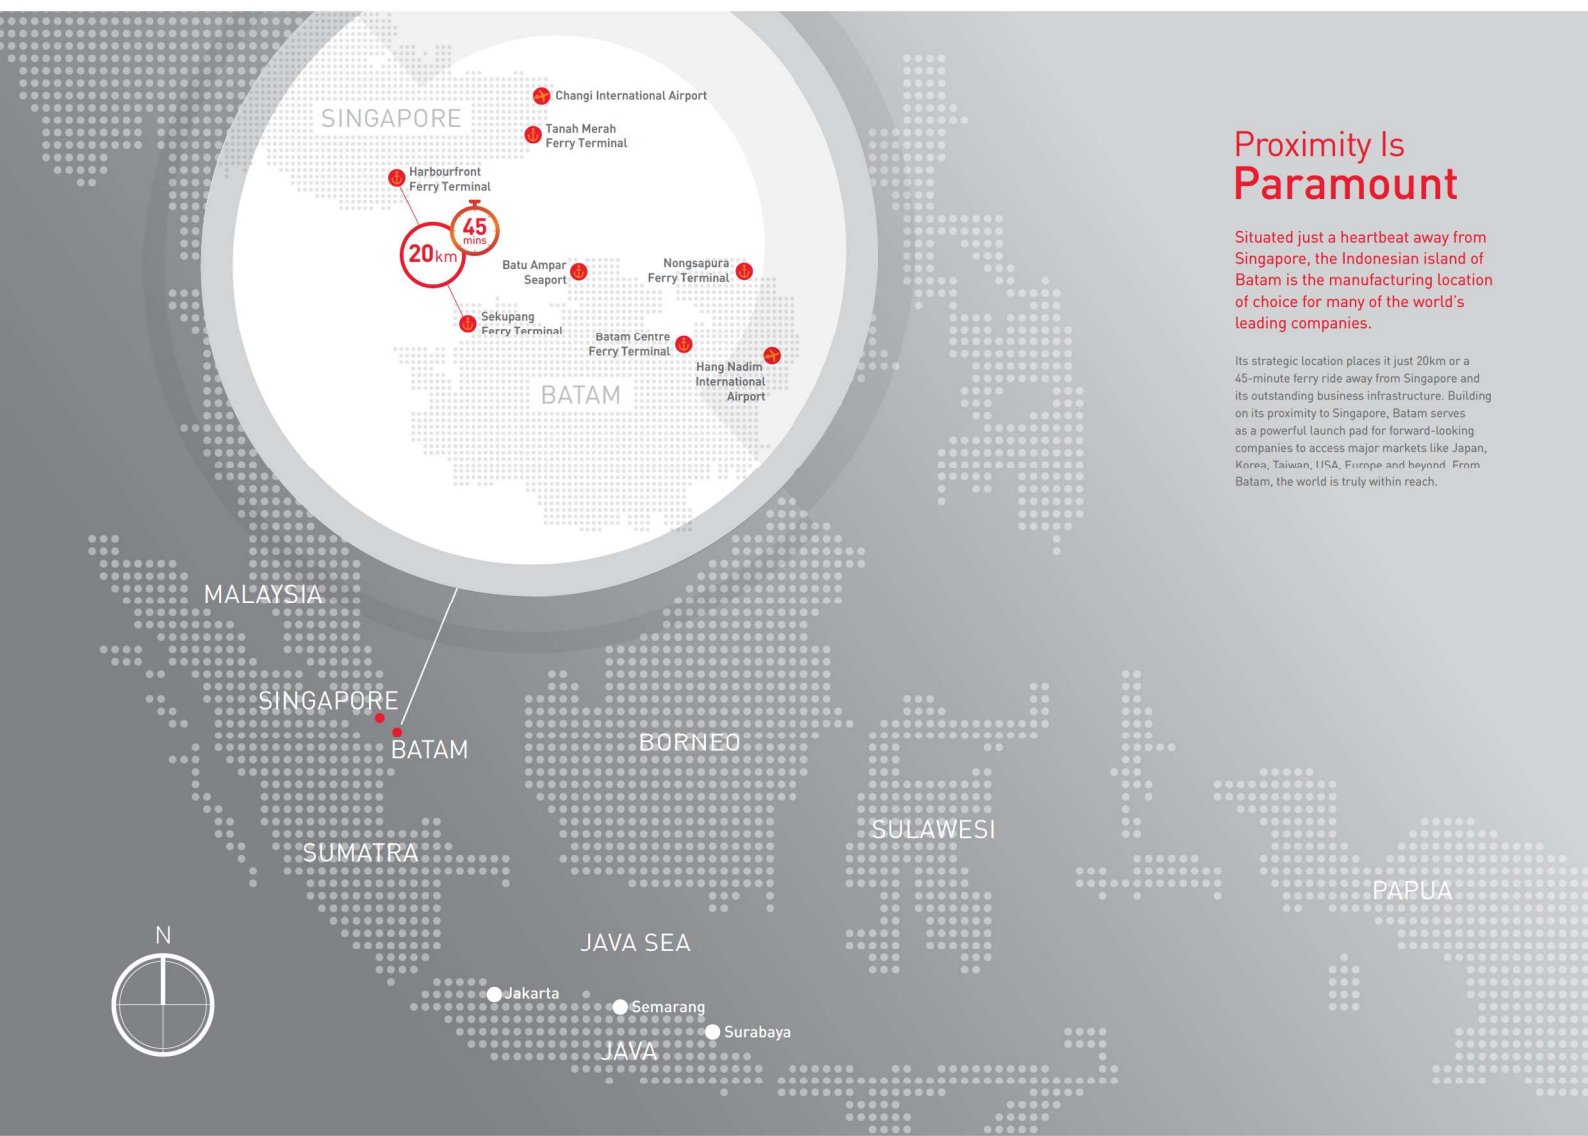 SINGAPORE
Changi International Airport
Tanah Merah
Ferry Terminal
Harbourfront
Ferry Terminal
45
mins
20km
Batu Ampar
Seaport
Nongsapura
Ferry Terminal
Sekupang
Ferry Terminal
Batam Centre
Ferry Terminal
Hang Nadim
International
Airport
BATAM
Proximity Is
Paramount
Situated just a heartbeat away from
Singapore, the Indonesian island of
Batam is the manufacturing location
of choice for many of the world's
leading companies.
Its strategic location places it just 20km or a
45-minute ferry ride away from Singapore and
its outstanding business infrastructure. Building
on its proximity to Singapore, Batam serves
as a powerful launch pad for forward-looking
companies to access major markets like Japan,
Korea, Taiwan, USA, Europe and beyond. From
Batam, the world is truly within reach.
MALAYSIA
SINGAPORE
BATAM
BORNEO
SULAWESI
SUMATRA
PAPUA
N
JAVA SEA
Jakarta
Semarang
Surabaya
JAVA